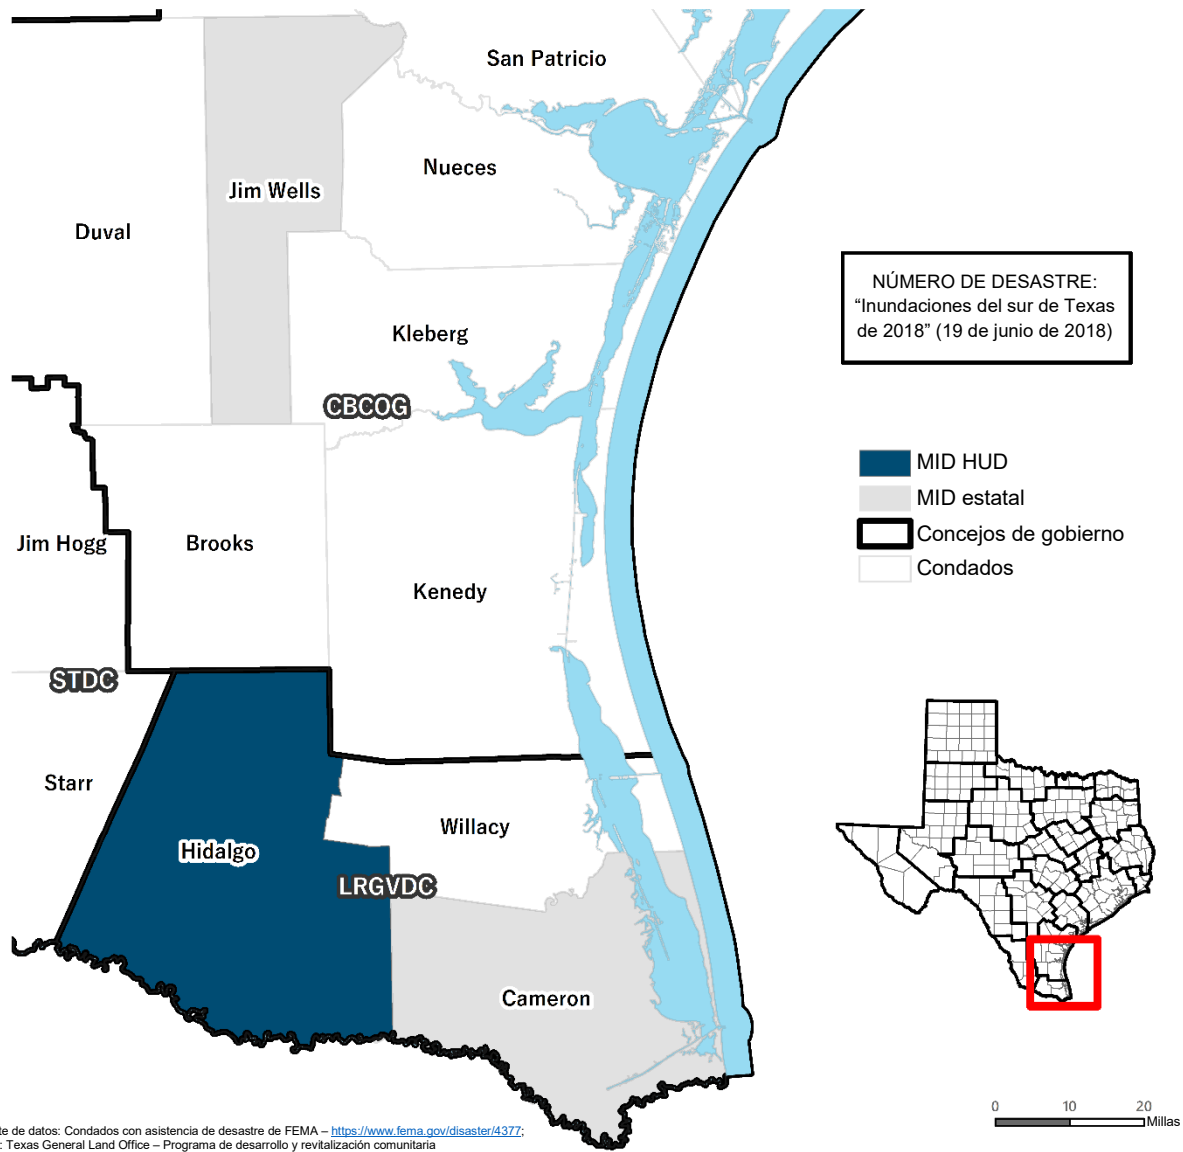 San Patricio
Nueces
Jim Wells
Duval
NÚMERO DE DESASTRE:
“Inundaciones del sur de Texas
de 2018” (19 de junio de 2018)
Kleberg
CBCOG
MID HUD
MID estatal
Concejos de gobierno
Condados
Jim Hogg
Brooks
Kenedy
STDC
Starr
Willacy
Hidalgo
LRGVDC
Cameron
0 10 20
Millas
te de datos: Condados con asistencia de desastre de FEMA – https://www.fema.gov/disaster/4377;
: Texas General Land Office – Programa de desarrollo y revitalización comunitaria